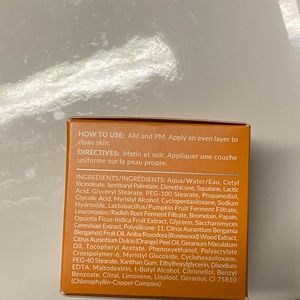 HOW TO USE: AM and PM. Apply an even layer to
clean skin.
DIRECTIVES: Matin et soir. Appliquer une couche
uniforme sur la peau propre.
INGREDIENTS/INGRÉDIENTS: Aqua/Water/Eau, Cetyl
Ricinoleate, Isostearyl Palmitate, Dimethicone, Squalane, Lactic
Acid, Glyceryl Stearate, PEG-100 Stearate, Propanediol,
Glycolic Acid, Myristyl Alcohol, Cyclopentasiloxane, Sodium
Hydroxide, Lactobacillus/Pumpkin Fruit Ferment Filtrate,
Leuconostoc/Radish Root Ferment Filtrate, Bromelain, Papain,
Opuntia Ficus-Indica Fruit Extract, Glycerin, Saccharomyces
Cerevisiae Extract, Polysilicone-11, Citrus Aurantium Bergamia
(Bergamot) Fruit Oil, Aniba Rosodora (Rosewood) Wood Extract,
Citrus Aurantium Dulcis (Orange) Peel Oil, Geranium Maculatum
Oil, Tocopheryl Acetate, Phenoxyethanol, Polyacrylate
Crosspolymer-6, Myristyl Glucoside, Cyclohexasiloxane,
PEG-40 Stearate, Xanthan Gum, Ethylhexylglycerin, Disodium
EDTA, Maltodextrin, t-Butyl Alcohol, Citronellol, Benzyl
Benzoate, Citral, Limonene, Linalool, Geraniol, CI 75810
(Chlorophyllin-Copper Complex)